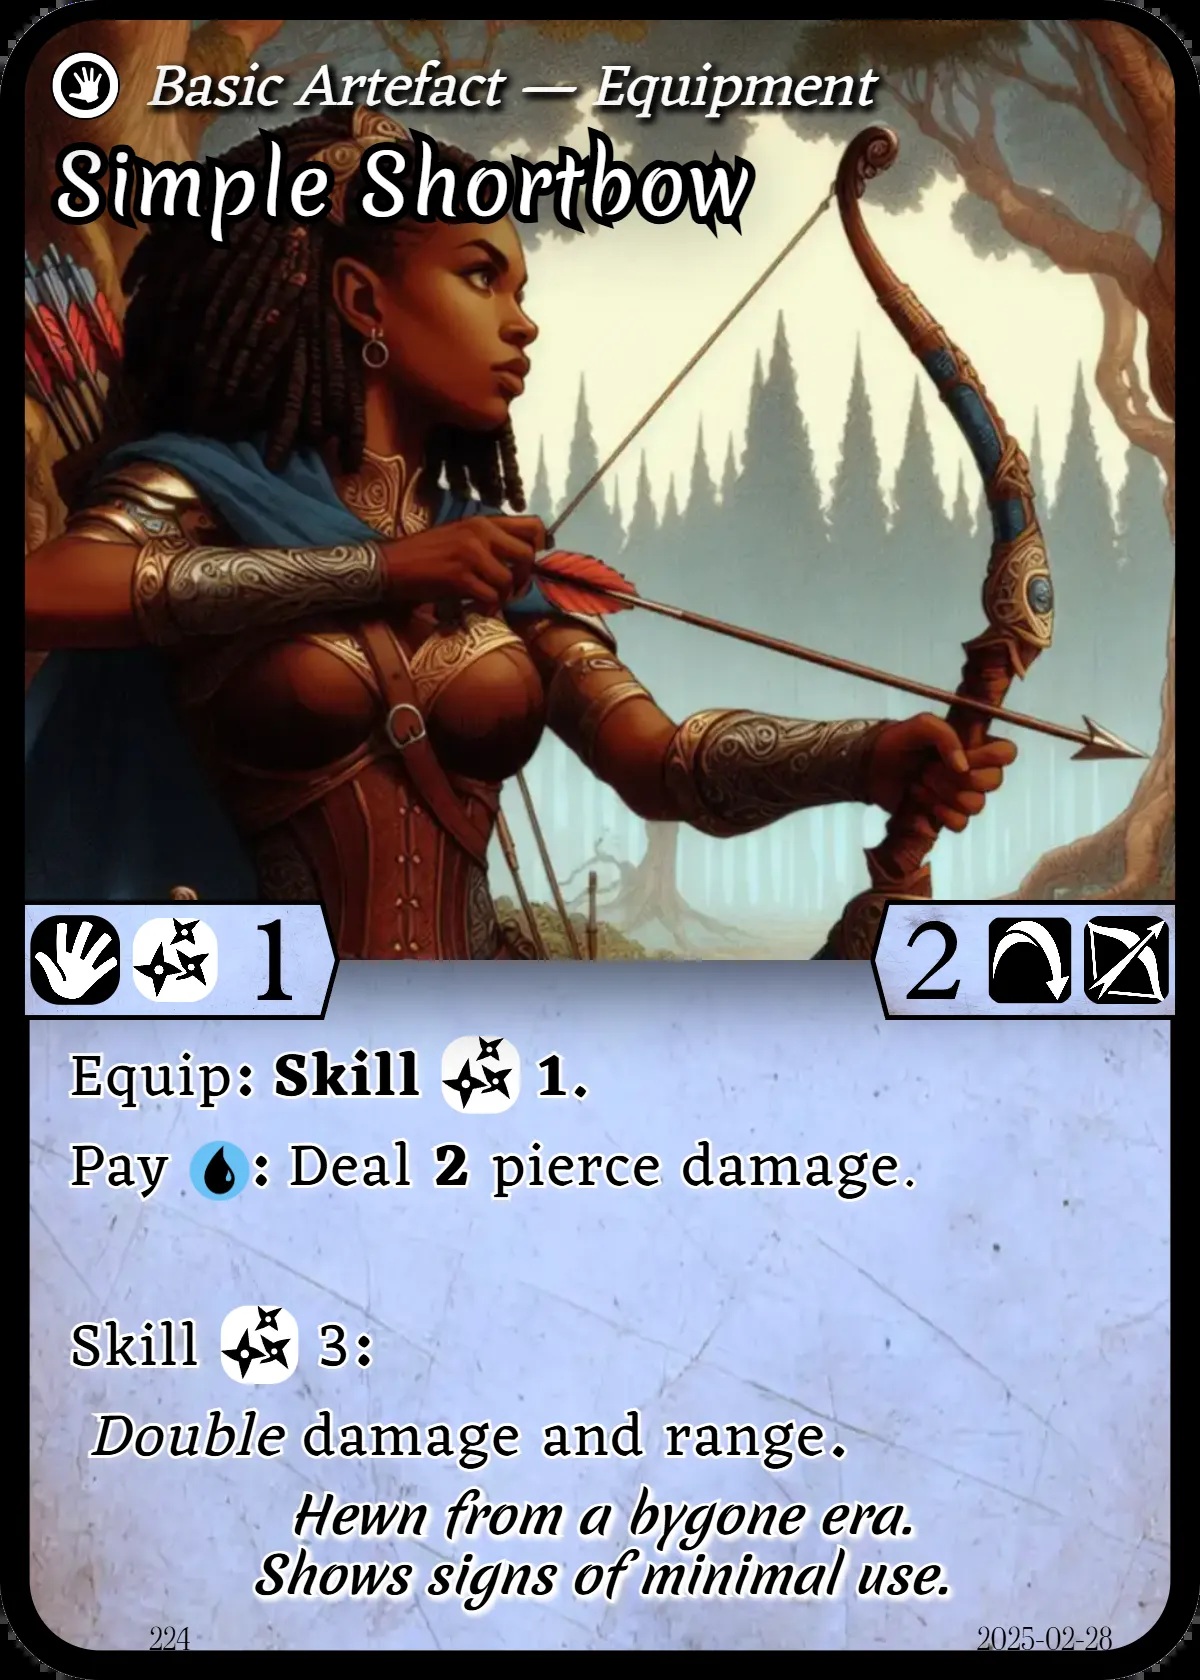 Basic Artefact — Equipment
Simple Shortbow
1
2
Equip: Skill 1.
Pay : Deal 2 pierce damage.
Skill 3:
Double damage and range.
Hewn from a bygone era.
Shows signs of minimal use.
224
2025-02-28